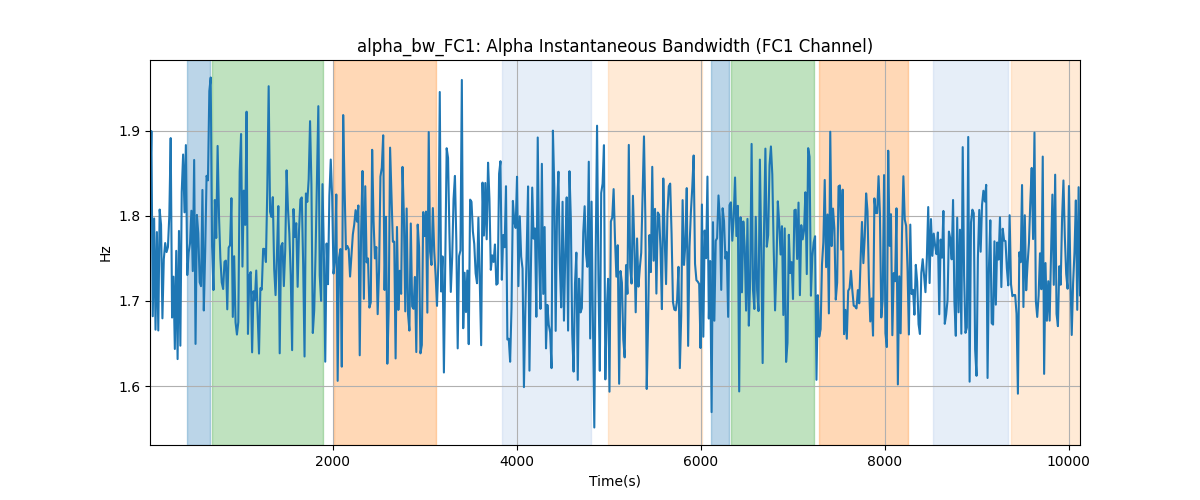 alpha_bw_FC1: Alpha Instantaneous Bandwidth (FC1 Channel)
1.9
1.8
1.7
1.6
Hz
2000 4000 6000 8000 10000
Time(s)